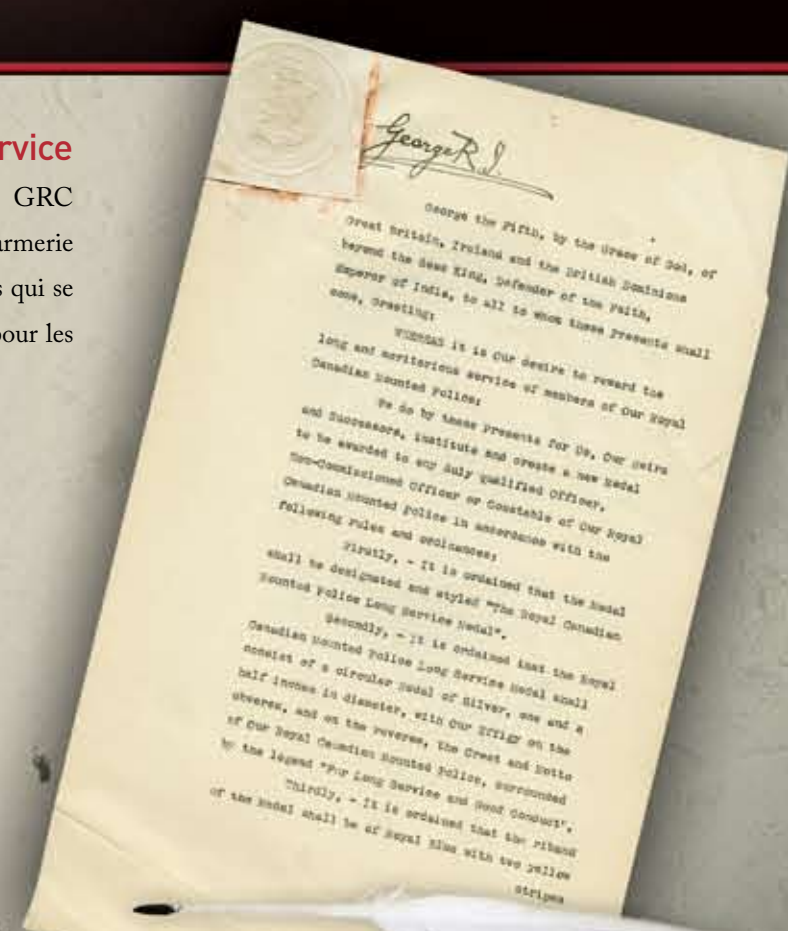 rvice
GRC
armerie
s qui se
pour les
George R. I.
George the Fifth, by the Grace of God, of
Great Britain, Ireland and the British Dominions
beyond the Seas King, Defender of the Faith,
Emperor of India, to all to whom these Presents shall
come, Greeting:
WHEREAS it is Our desire to reward the
long and meritorious service of members of Our Royal
Canadian Mounted Police:
We do by these Presents for Us, Our Heirs
and Successors, institute and create a new Medal
to be awarded to any duly qualified Officer,
Non-Commissioned Officer or Constable of Our Royal
Canadian Mounted Police in accordance with the
following rules and ordinances:
Firstly, - It is ordained that the Medal
shall be designated and styled "The Royal Canadian
Mounted Police Long Service Medal".
Secondly, - It is ordained that the Royal
Canadian Mounted Police Long Service Medal shall
consist of a circular Medal of Silver, one and a
half inches in diameter, with Our Effigy on the
obverse, and on the reverse, the Crest and Motto
of Our Royal Canadian Mounted Police, surrounded
by the legend "For Long Service and Good Conduct".
Thirdly, - It is ordained that the riband
of the Medal shall be of Royal Blue with two yellow
stripes